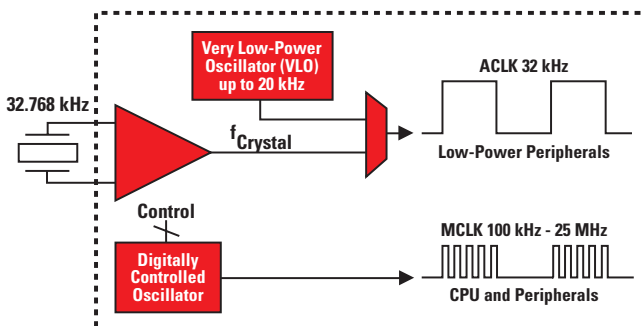 Very Low-Power
Oscillator (VLO)
up to 20 kHz
ACLK 32 kHz
32.768 kHz
fCrystal
Low-Power Peripherals
Control
MCLK 100 kHz - 25 MHz
Digitally
Controlled
Oscillator
CPU and Peripherals